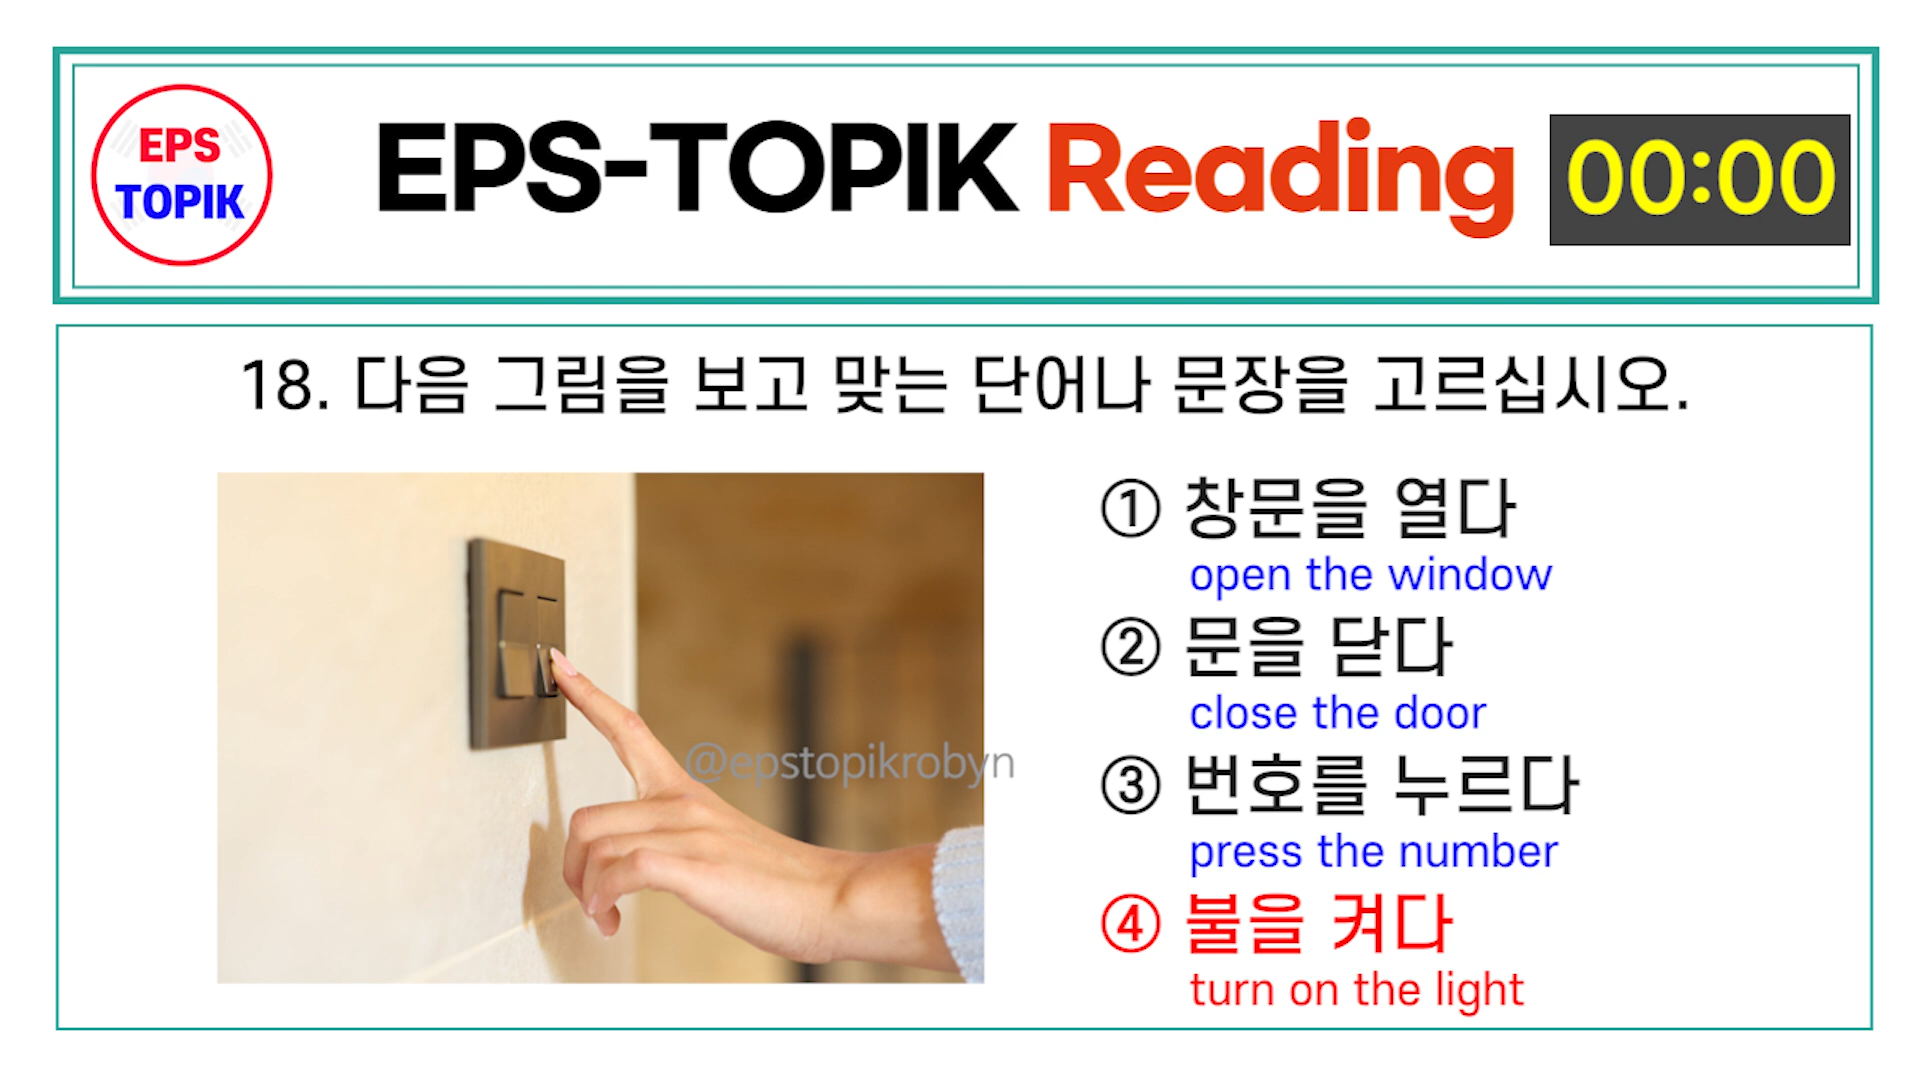 EPS
TOPIK
EPS-TOPIK Reading
00:00
18. 다음 그림을 보고 맞는 단어나 문장을 고르십시오.
① 창문을 열다
open the window
② 문을 닫다
close the door
③ 번호를 누르다
press the number
④ 불을 켜다
turn on the light
@epstopikrobyn